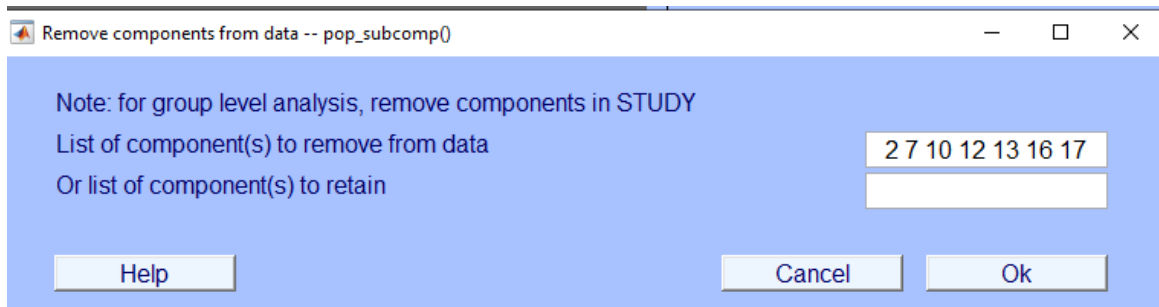 Remove components from data -- pop_subcomp()
Note: for group level analysis, remove components in STUDY
List of component(s) to remove from data
2 7 10 12 13 16 17
Or list of component(s) to retain
Help
Cancel
Ok